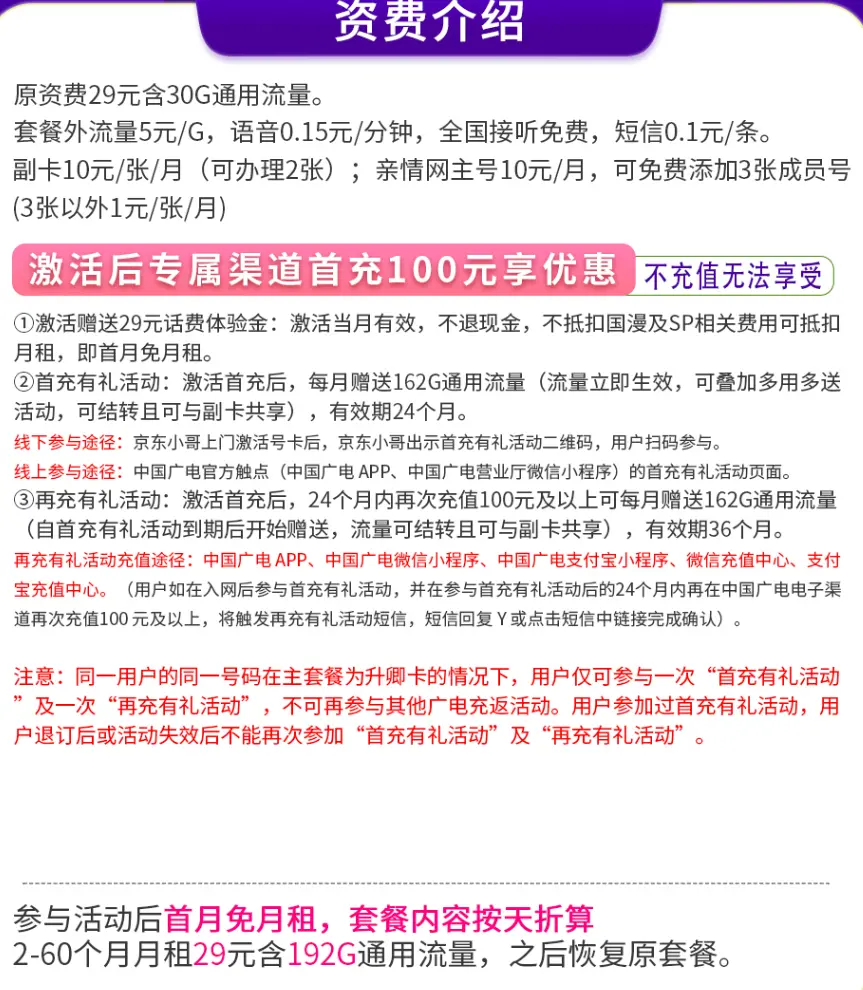 资费介绍
原资费29元含30G通用流量。
套餐外流量5元/G，语音0.15元/分钟，全国接听免费，短信0.1元/条。
副卡10元/张/月（可办理2张）；亲情网主号10元/月，可免费添加3张成员号
(3张以外1元/张/月)
激活后专属渠道首充100元享优惠 不充值无法享受
①激活赠送29元话费体验金：激活当月有效，不退现金，不抵扣国漫及SP相关费用可抵扣
月租，即首月免月租。
②首充有礼活动：激活首充后，每月赠送162G通用流量（流量立即生效，可叠加多用多送
活动，可结转且可与副卡共享），有效期24个月。
线下参与途径：京东小哥上门激活号卡后，京东小哥出示首充有礼活动二维码，用户扫码参与。
线上参与途径：中国广电官方触点（中国广电 APP、中国广电营业厅微信小程序）的首充有礼活动页面。
③再充有礼活动：激活首充后，24个月内再次充值100元及以上可每月赠送162G通用流量
（自首充有礼活动到期后开始赠送，流量可结转且可与副卡共享），有效期36个月。
再充有礼活动充值途径：中国广电 APP、中国广电微信小程序、中国广电支付宝小程序、微信充值中心、支付
宝充值中心。（用户如在入网后参与首充有礼活动，并在参与首充有礼活动后的24个月内再在中国广电电子渠
道再次充值100 元及以上，将触发再充有礼活动短信，短信回复 Y 或点击短信中链接完成确认）。
注意：同一用户的同一号码在主套餐为升卿卡的情况下，用户仅可参与一次“首充有礼活动
”及一次“再充有礼活动”，不可再参与其他广电充返活动。用户参加过首充有礼活动，用
户退订后或活动失效后不能再次参加“首充有礼活动”及“再充有礼活动”。
参与活动后首月免月租，套餐内容按天折算
2-60个月月租29元含192G通用流量，之后恢复原套餐。